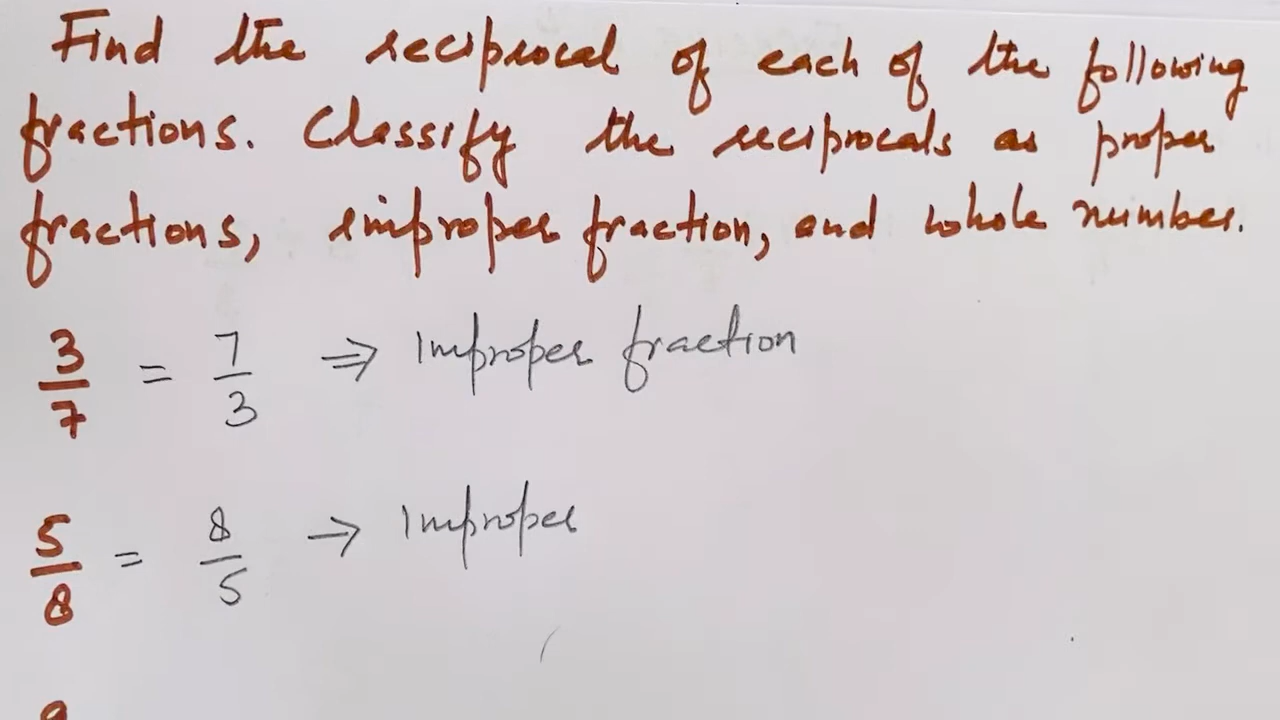 Find the reciprocal of each of the following
fractions. Classify the reciprocals as proper
fractions, improper fraction, and whole number.
3/7 = 7/3 ⇒ Improper fraction
5/8 = 8/5 → Improper